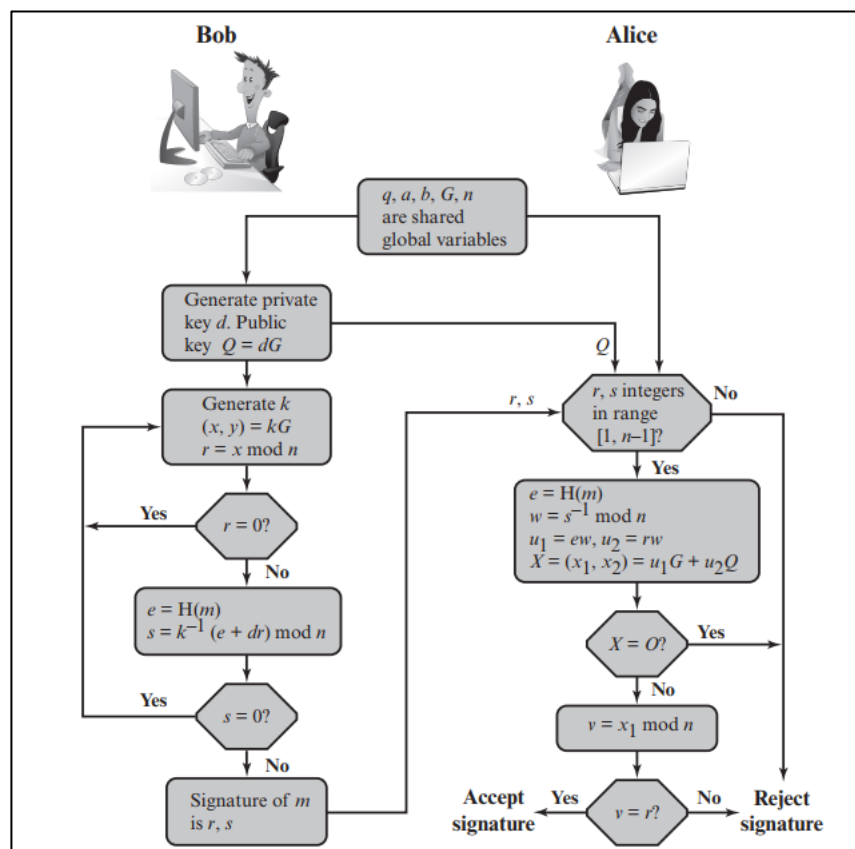 Bob
Alice
q, a, b, G, n
are shared
global variables
Generate private
key d. Public
key Q = dG
Q
Generate k
(x, y) = kG
r = x mod n
r, s
r, s integers
in range
[1, n–1]?
No
Yes
Yes
r = 0?
No
e = H(m)
w = s⁻¹ mod n
u₁ = ew, u₂ = rw
X = (x₁, x₂) = u₁G + u₂Q
e = H(m)
s = k⁻¹ (e + dr) mod n
X = O?
Yes
No
Yes
s = 0?
No
v = x₁ mod n
Signature of m
is r, s
Accept
signature
Yes
v = r?
No
Reject
signature